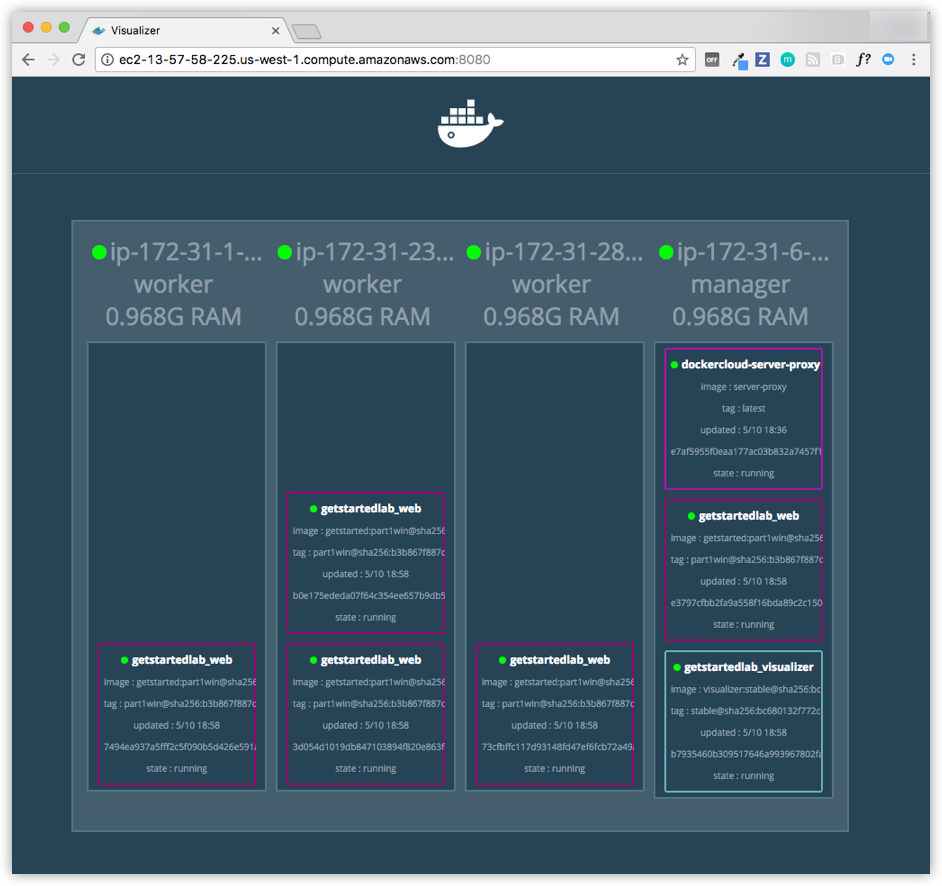 Visualizer
ec2-13-57-58-225.us-west-1.compute.amazonaws.com:8080
OFF
Z
m
B
f?
ip-172-31-1-...
worker
0.968G RAM
getstartedlab_web
image : getstarted:part1win@sha256
tag : part1win@sha256:b3b867f887c
updated : 5/10 18:58
7494ea937a5fff2c5f090b5d426e591a
state : running
ip-172-31-23...
worker
0.968G RAM
getstartedlab_web
image : getstarted:part1win@sha256
tag : part1win@sha256:b3b867f887c
updated : 5/10 18:58
b0e175ededa07f64c354ee657b9db5
state : running
getstartedlab_web
image : getstarted:part1win@sha256
tag : part1win@sha256:b3b867f887c
updated : 5/10 18:58
3d054d1019db847103894f820e863f
state : running
ip-172-31-28...
worker
0.968G RAM
getstartedlab_web
image : getstarted:part1win@sha256
tag : part1win@sha256:b3b867f887c
updated : 5/10 18:58
73cfbffc117d93148fd47ef6fcb72a49a
state : running
ip-172-31-6-...
manager
0.968G RAM
dockercloud-server-proxy
image : server-proxy
tag : latest
updated : 5/10 18:36
e7af5955f0eaa177ac03b832a7457f1
state : running
getstartedlab_web
image : getstarted:part1win@sha256
tag : part1win@sha256:b3b867f887c
updated : 5/10 18:58
e3797cfbb2fa9a558f16bda89c2c150
state : running
getstartedlab_visualizer
image : visualizer:stable@sha256:bc
tag : stable@sha256:bc680132f772c
updated : 5/10 18:58
b7935460b309517646a993967802fa
state : running